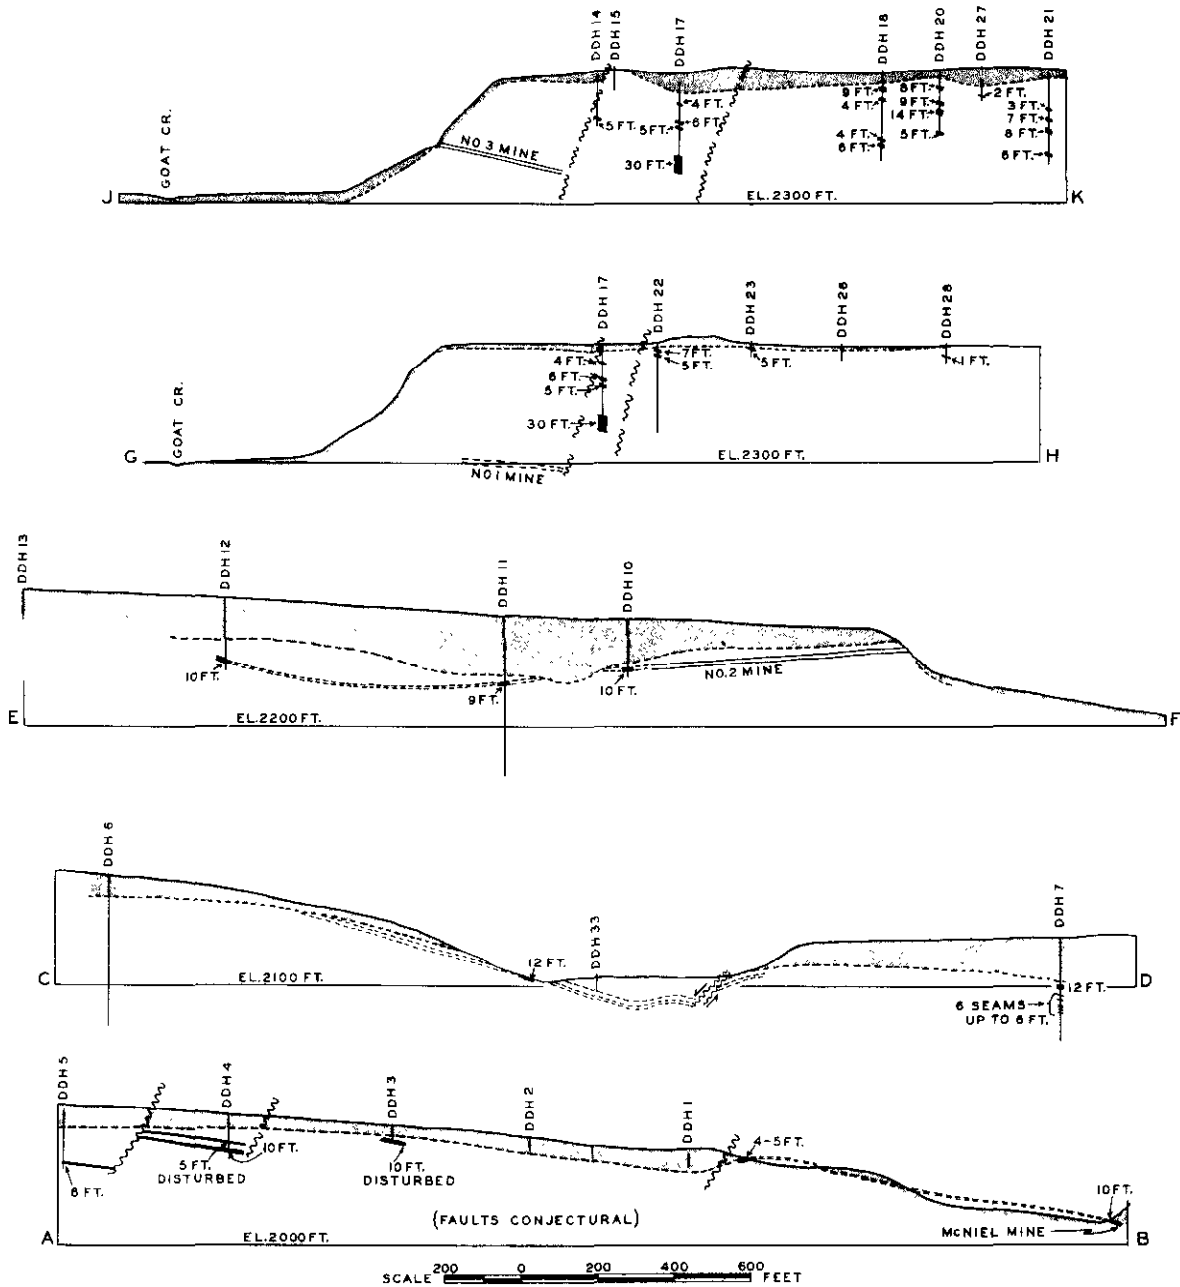 DDH 14
DDH 15
DDH 17
DDH 18
DDH 20
DDH 27
DDH 21
GOAT CR.
NO. 3 MINE
5 FT.
4 FT.
6 FT.
5 FT.
30 FT.
9 FT.
4 FT.
4 FT.
6 FT.
8 FT.
9 FT.
14 FT.
5 FT.
2 FT.
3 FT.
7 FT.
8 FT.
6 FT.
J
EL. 2300 FT.
K
DDH 17
DDH 22
DDH 23
DDH 26
DDH 28
GOAT CR.
4 FT.
6 FT.
5 FT.
30 FT.
7 FT.
5 FT.
5 FT.
1 FT.
G
NO 1 MINE
EL. 2300 FT.
H
DDH 13
DDH 12
DDH 11
DDH 10
10 FT.
9 FT.
10 FT.
NO. 2 MINE
E
EL. 2200 FT.
F
DDH 6
DDH 33
DDH 7
12 FT.
C
EL. 2100 FT.
12 FT.
D
6 SEAMS
UP TO 6 FT.
DDH 5
DDH 4
DDH 3
DDH 2
DDH 1
6 FT.
5 FT.
DISTURBED
10 FT.
10 FT.
DISTURBED
4-5 FT.
10 FT.
MCNIEL MINE
(FAULTS CONJECTURAL)
A
EL. 2000 FT.
B
SCALE 200 0 200 400 600 FEET